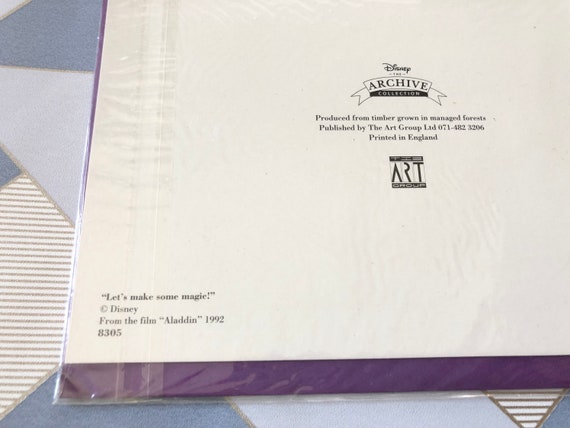 Disney
THE
ARCHIVE
COLLECTION
Produced from timber grown in managed forests
Published by The Art Group Ltd 071-482 3206
Printed in England
THE
ART
GROUP
"Let's make some magic!"
© Disney
From the film "Aladdin" 1992
8305